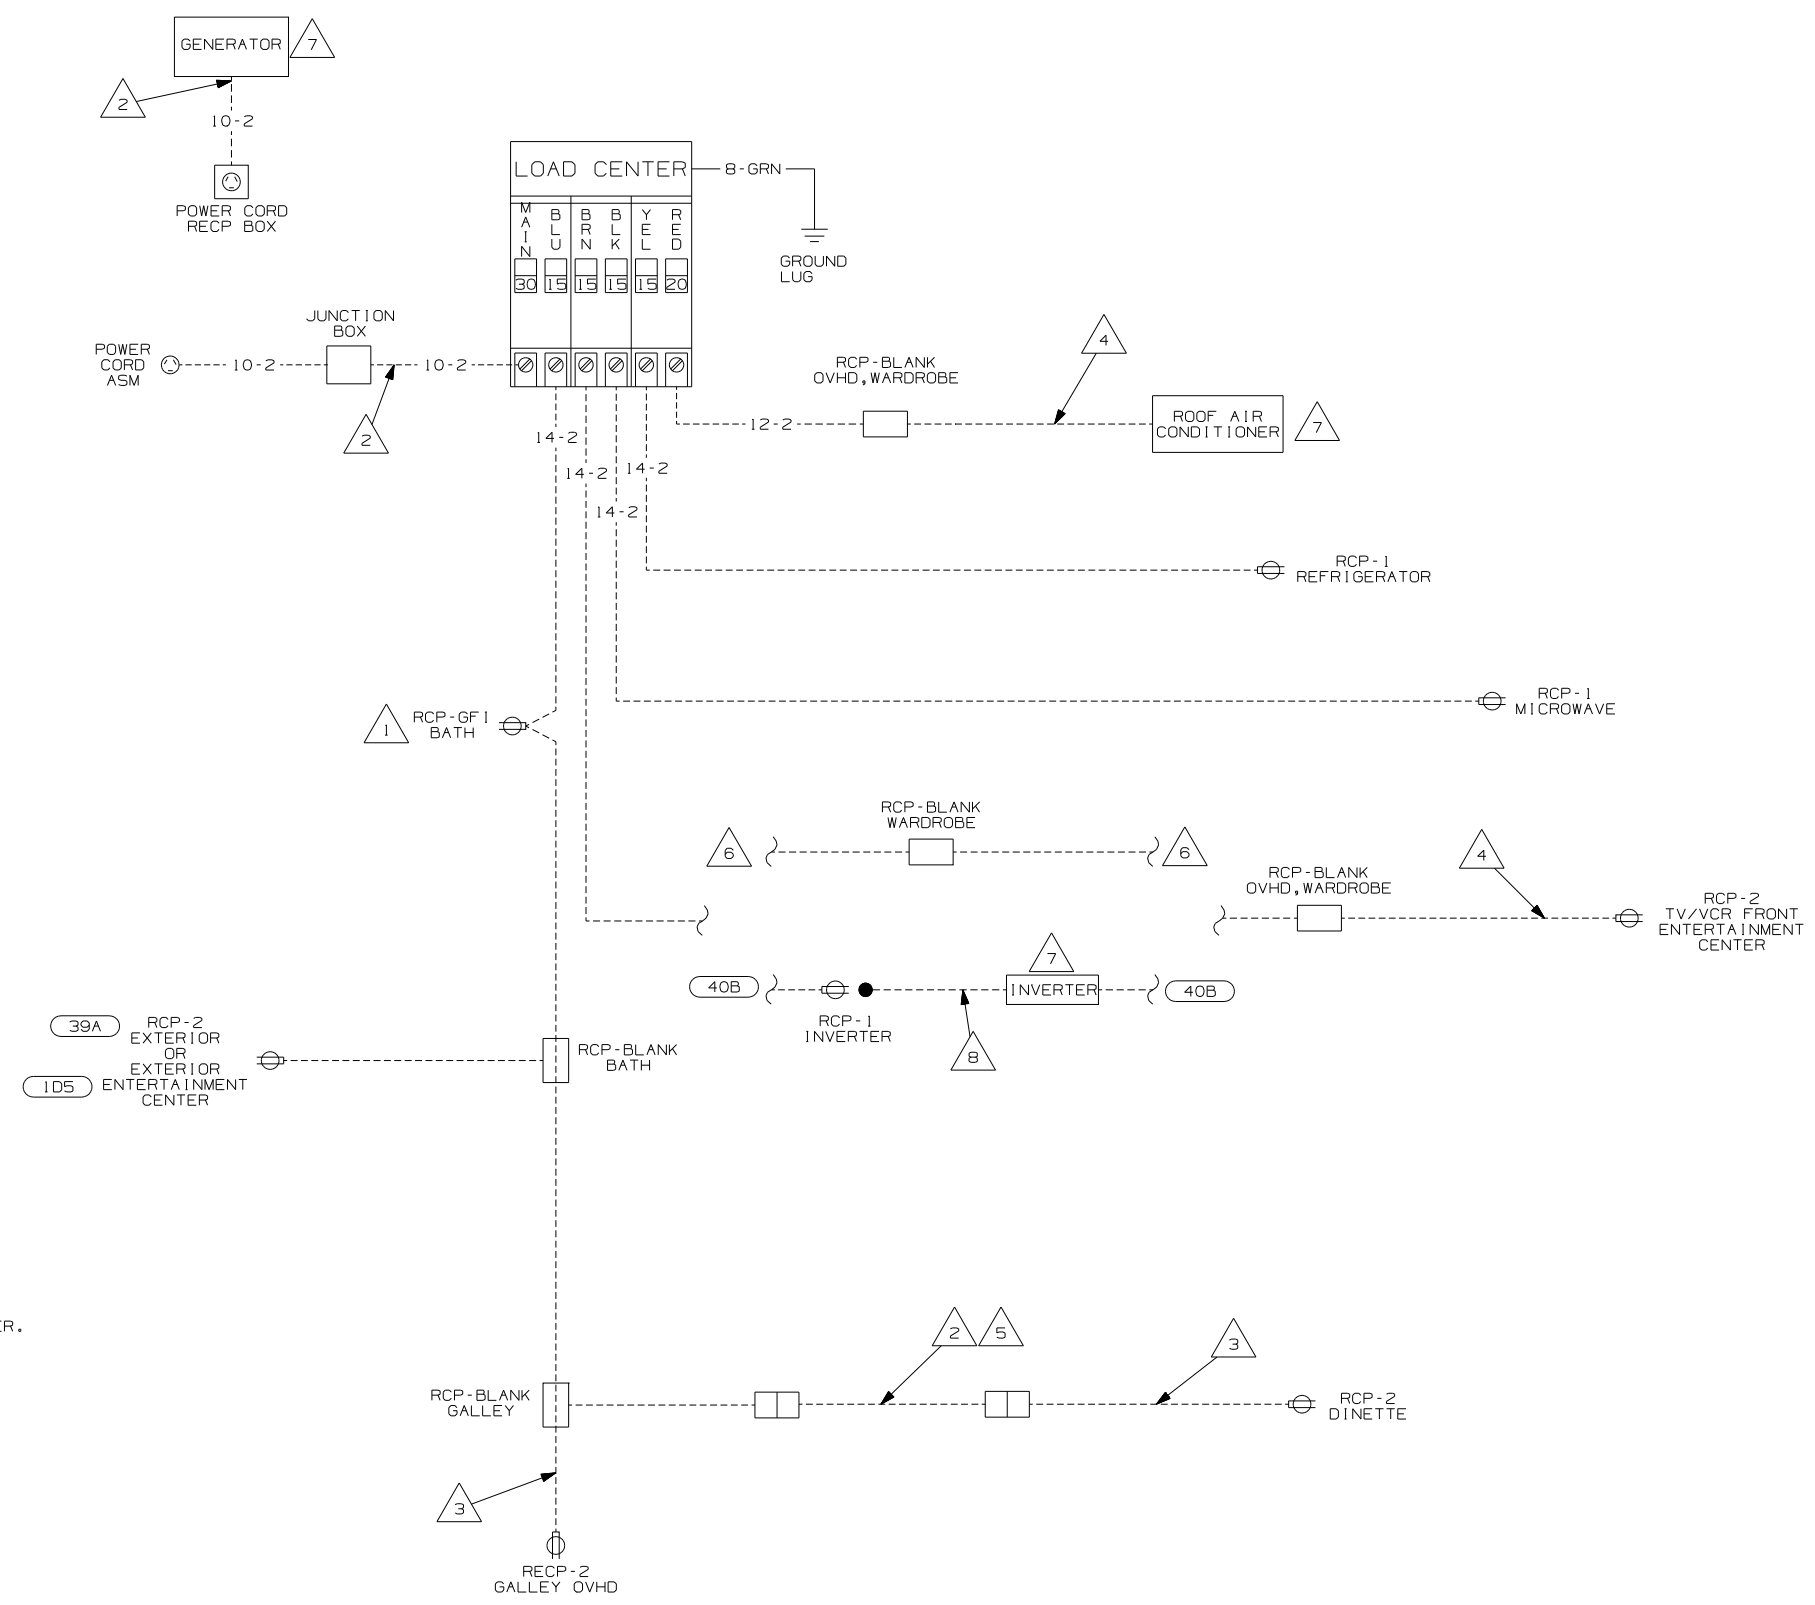 GENERATOR
7
2
10-2
POWER CORD
RECP BOX
LOAD CENTER
8-GRN
GROUND
LUG
MAIN
BLU
BRN
BLK
YEL
RED
30
15
15
15
15
20
JUNCTION
BOX
POWER
CORD
ASM
10-2
10-2
2
RCP-BLANK
OVHD,WARDROBE
4
12-2
ROOF AIR
CONDITIONER
7
14-2
14-2
14-2
14-2
RCP-1
REFRIGERATOR
RCP-1
MICROWAVE
1
RCP-GFI
BATH
RCP-BLANK
WARDROBE
6
6
4
RCP-BLANK
OVHD,WARDROBE
RCP-2
TV/VCR FRONT
ENTERTAINMENT
CENTER
7
40B
INVERTER
40B
RCP-1
INVERTER
8
39A
RCP-2
EXTERIOR
OR
EXTERIOR
1D5
ENTERTAINMENT
CENTER
RCP-BLANK
BATH
ER.
2
5
3
RCP-BLANK
GALLEY
RCP-2
DINETTE
3
RECP-2
GALLEY OVHD